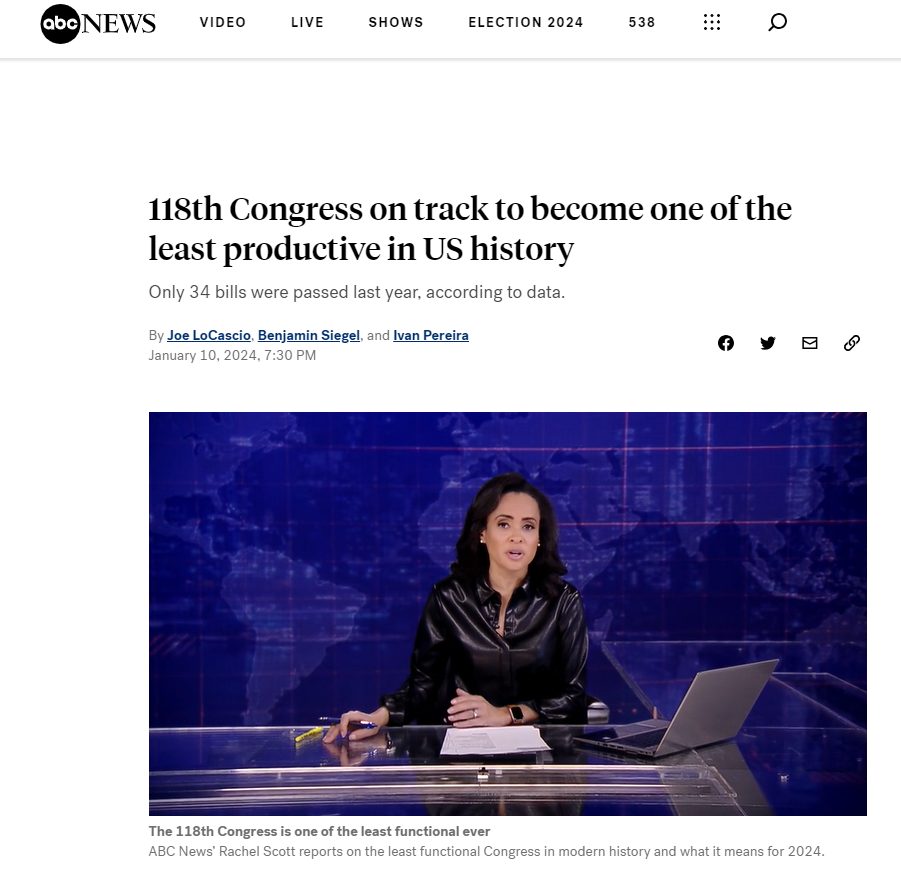 abc NEWS VIDEO LIVE SHOWS ELECTION 2024 538
118th Congress on track to become one of the
least productive in US history
Only 34 bills were passed last year, according to data.
By Joe LoCascio, Benjamin Siegel, and Ivan Pereira
January 10, 2024, 7:30 PM
The 118th Congress is one of the least functional ever
ABC News' Rachel Scott reports on the least functional Congress in modern history and what it means for 2024.